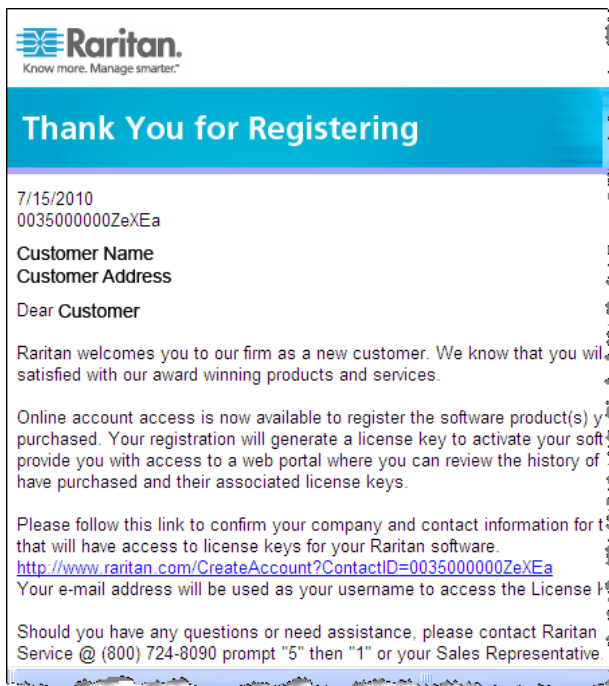 Raritan.
Know more. Manage smarter.™
Thank You for Registering
7/15/2010
0035000000ZeXEa
Customer Name
Customer Address
Dear Customer
Raritan welcomes you to our firm as a new customer. We know that you wil
satisfied with our award winning products and services.
Online account access is now available to register the software product(s) y
purchased. Your registration will generate a license key to activate your soft
provide you with access to a web portal where you can review the history of
have purchased and their associated license keys.
Please follow this link to confirm your company and contact information for t
that will have access to license keys for your Raritan software.
http://www.raritan.com/CreateAccount?ContactID=0035000000ZeXEa
Your e-mail address will be used as your username to access the License
Should you have any questions or need assistance, please contact Raritan
Service @ (800) 724-8090 prompt "5" then "1" or your Sales Representative.